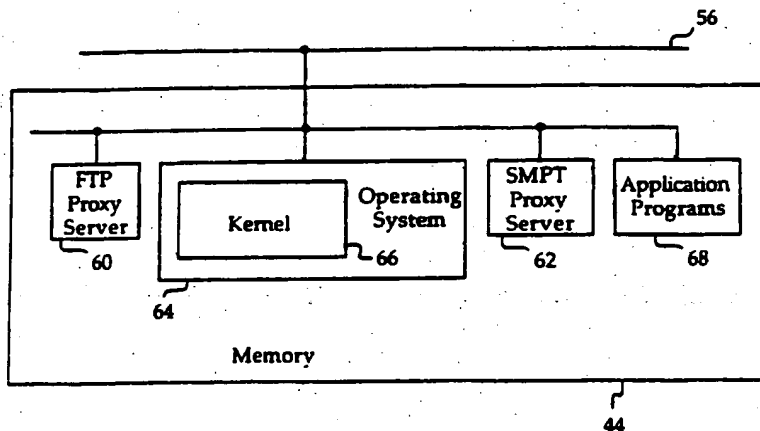 56
FTP
Proxy
Server
60
Kernel
66
Operating
System
64
SMPT
Proxy
Server
62
Application
Programs
68
Memory
44